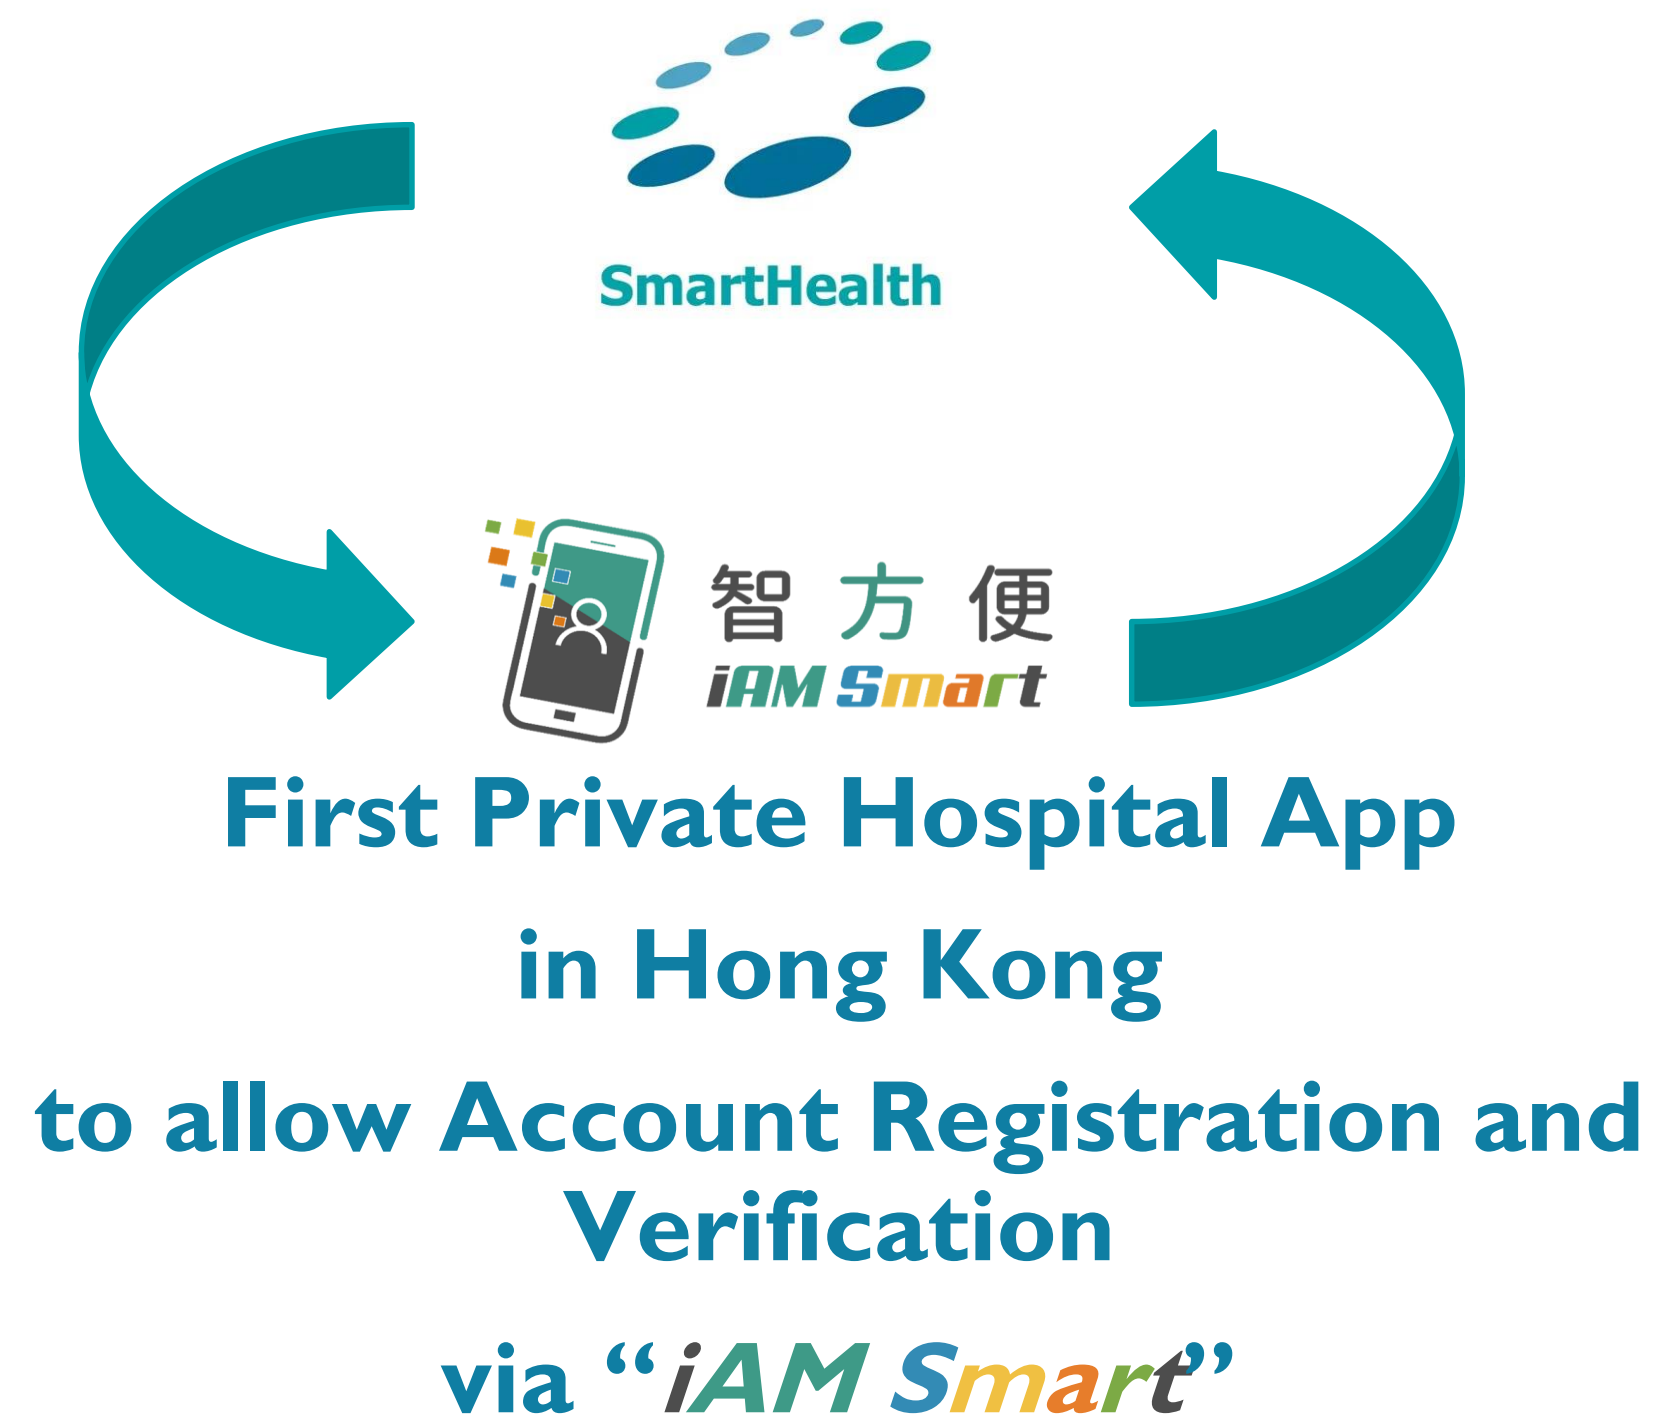 SmartHealth
智方便
iAM Smart
First Private Hospital App
in Hong Kong
to allow Account Registration and
Verification
via “iAM Smart”